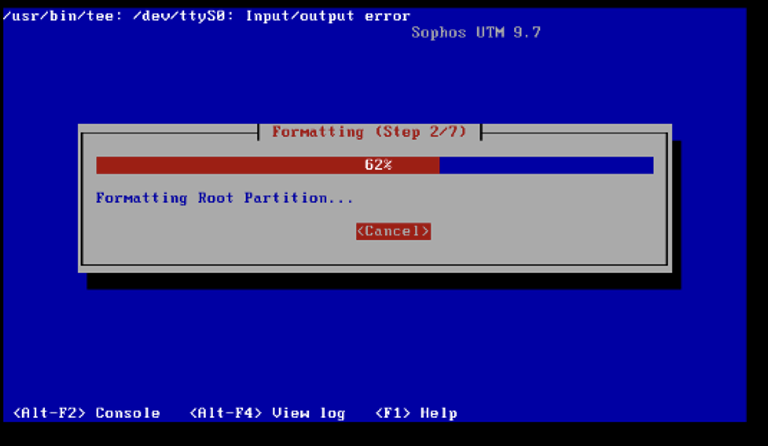 /usr/bin/tee: /dev/ttyS0: Input/output error
Sophos UTM 9.7
Formatting (Step 2/7)
62%
Formatting Root Partition...
<Cancel>
<Alt-F2> Console <Alt-F4> View log <F1> Help